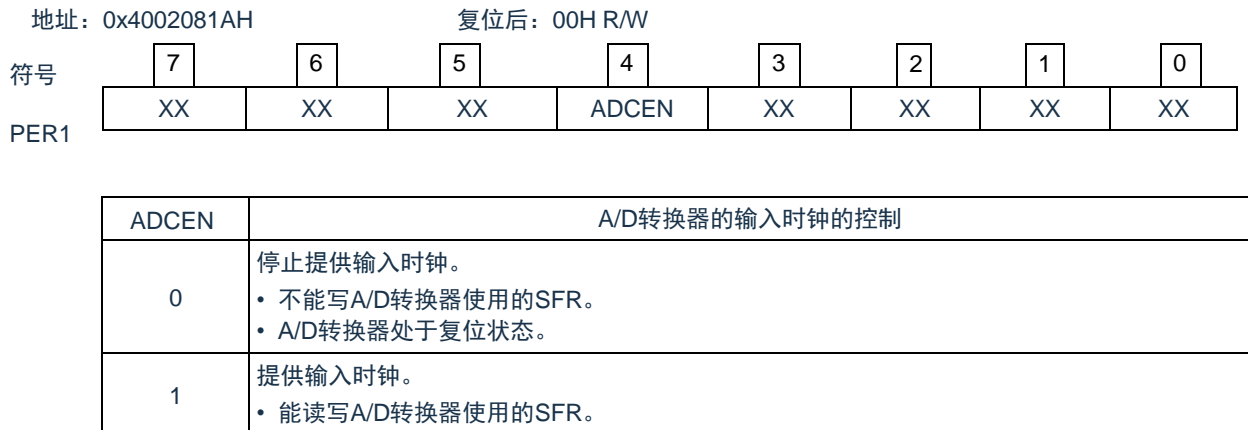 地址：0x4002081AH 复位后：00H R/W
符号 7 6 5 4 3 2 1 0
PER1 XX XX XX ADCEN XX XX XX XX
ADCEN A/D转换器的输入时钟的控制
0 停止提供输入时钟。
• 不能写A/D转换器使用的SFR。
• A/D转换器处于复位状态。
1 提供输入时钟。
• 能读写A/D转换器使用的SFR。